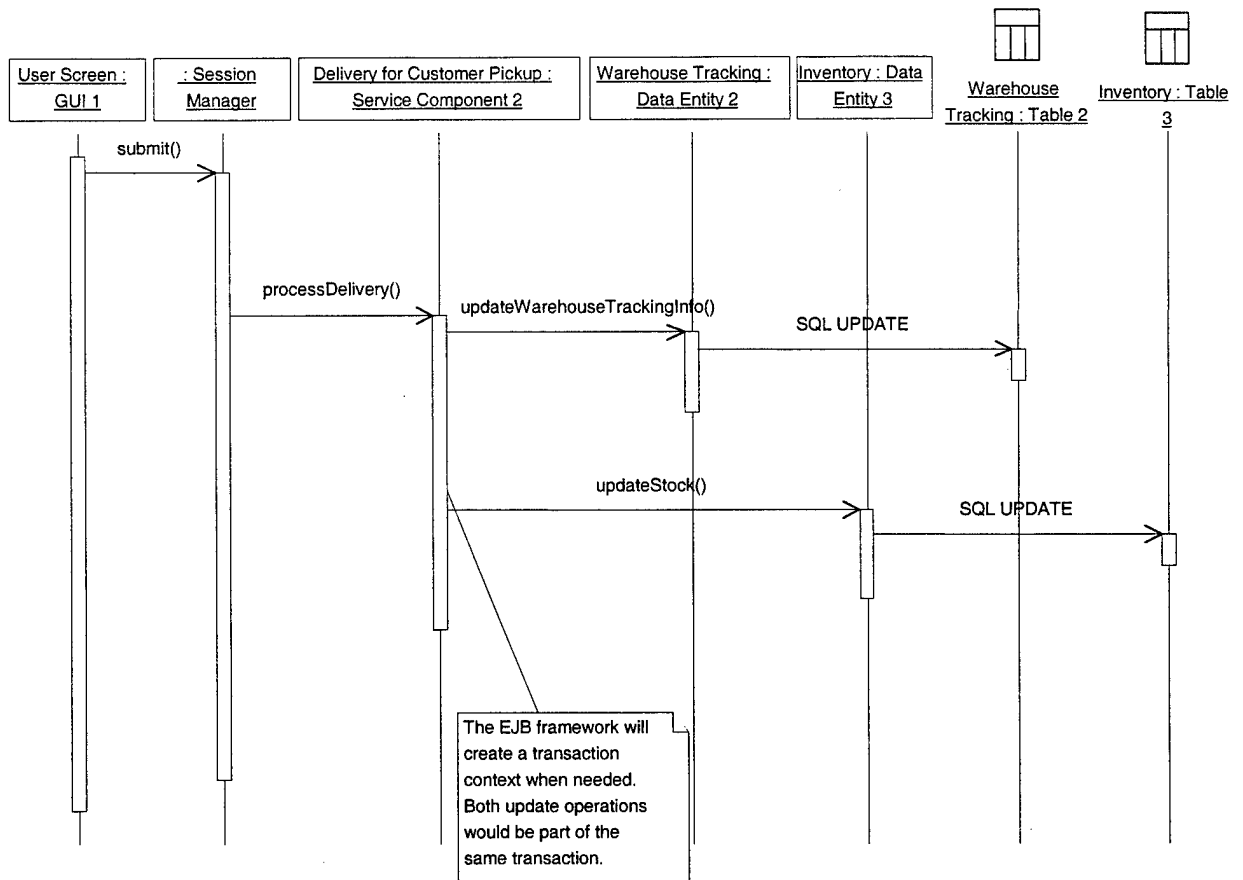 User Screen :
GUI 1
: Session
Manager
Delivery for Customer Pickup :
Service Component 2
Warehouse Tracking :
Data Entity 2
Inventory : Data
Entity 3
Warehouse
Tracking : Table 2
Inventory : Table
3
submit()
processDelivery()
updateWarehouseTrackingInfo()
SQL UPDATE
updateStock()
SQL UPDATE
The EJB framework will
create a transaction
context when needed.
Both update operations
would be part of the
same transaction.